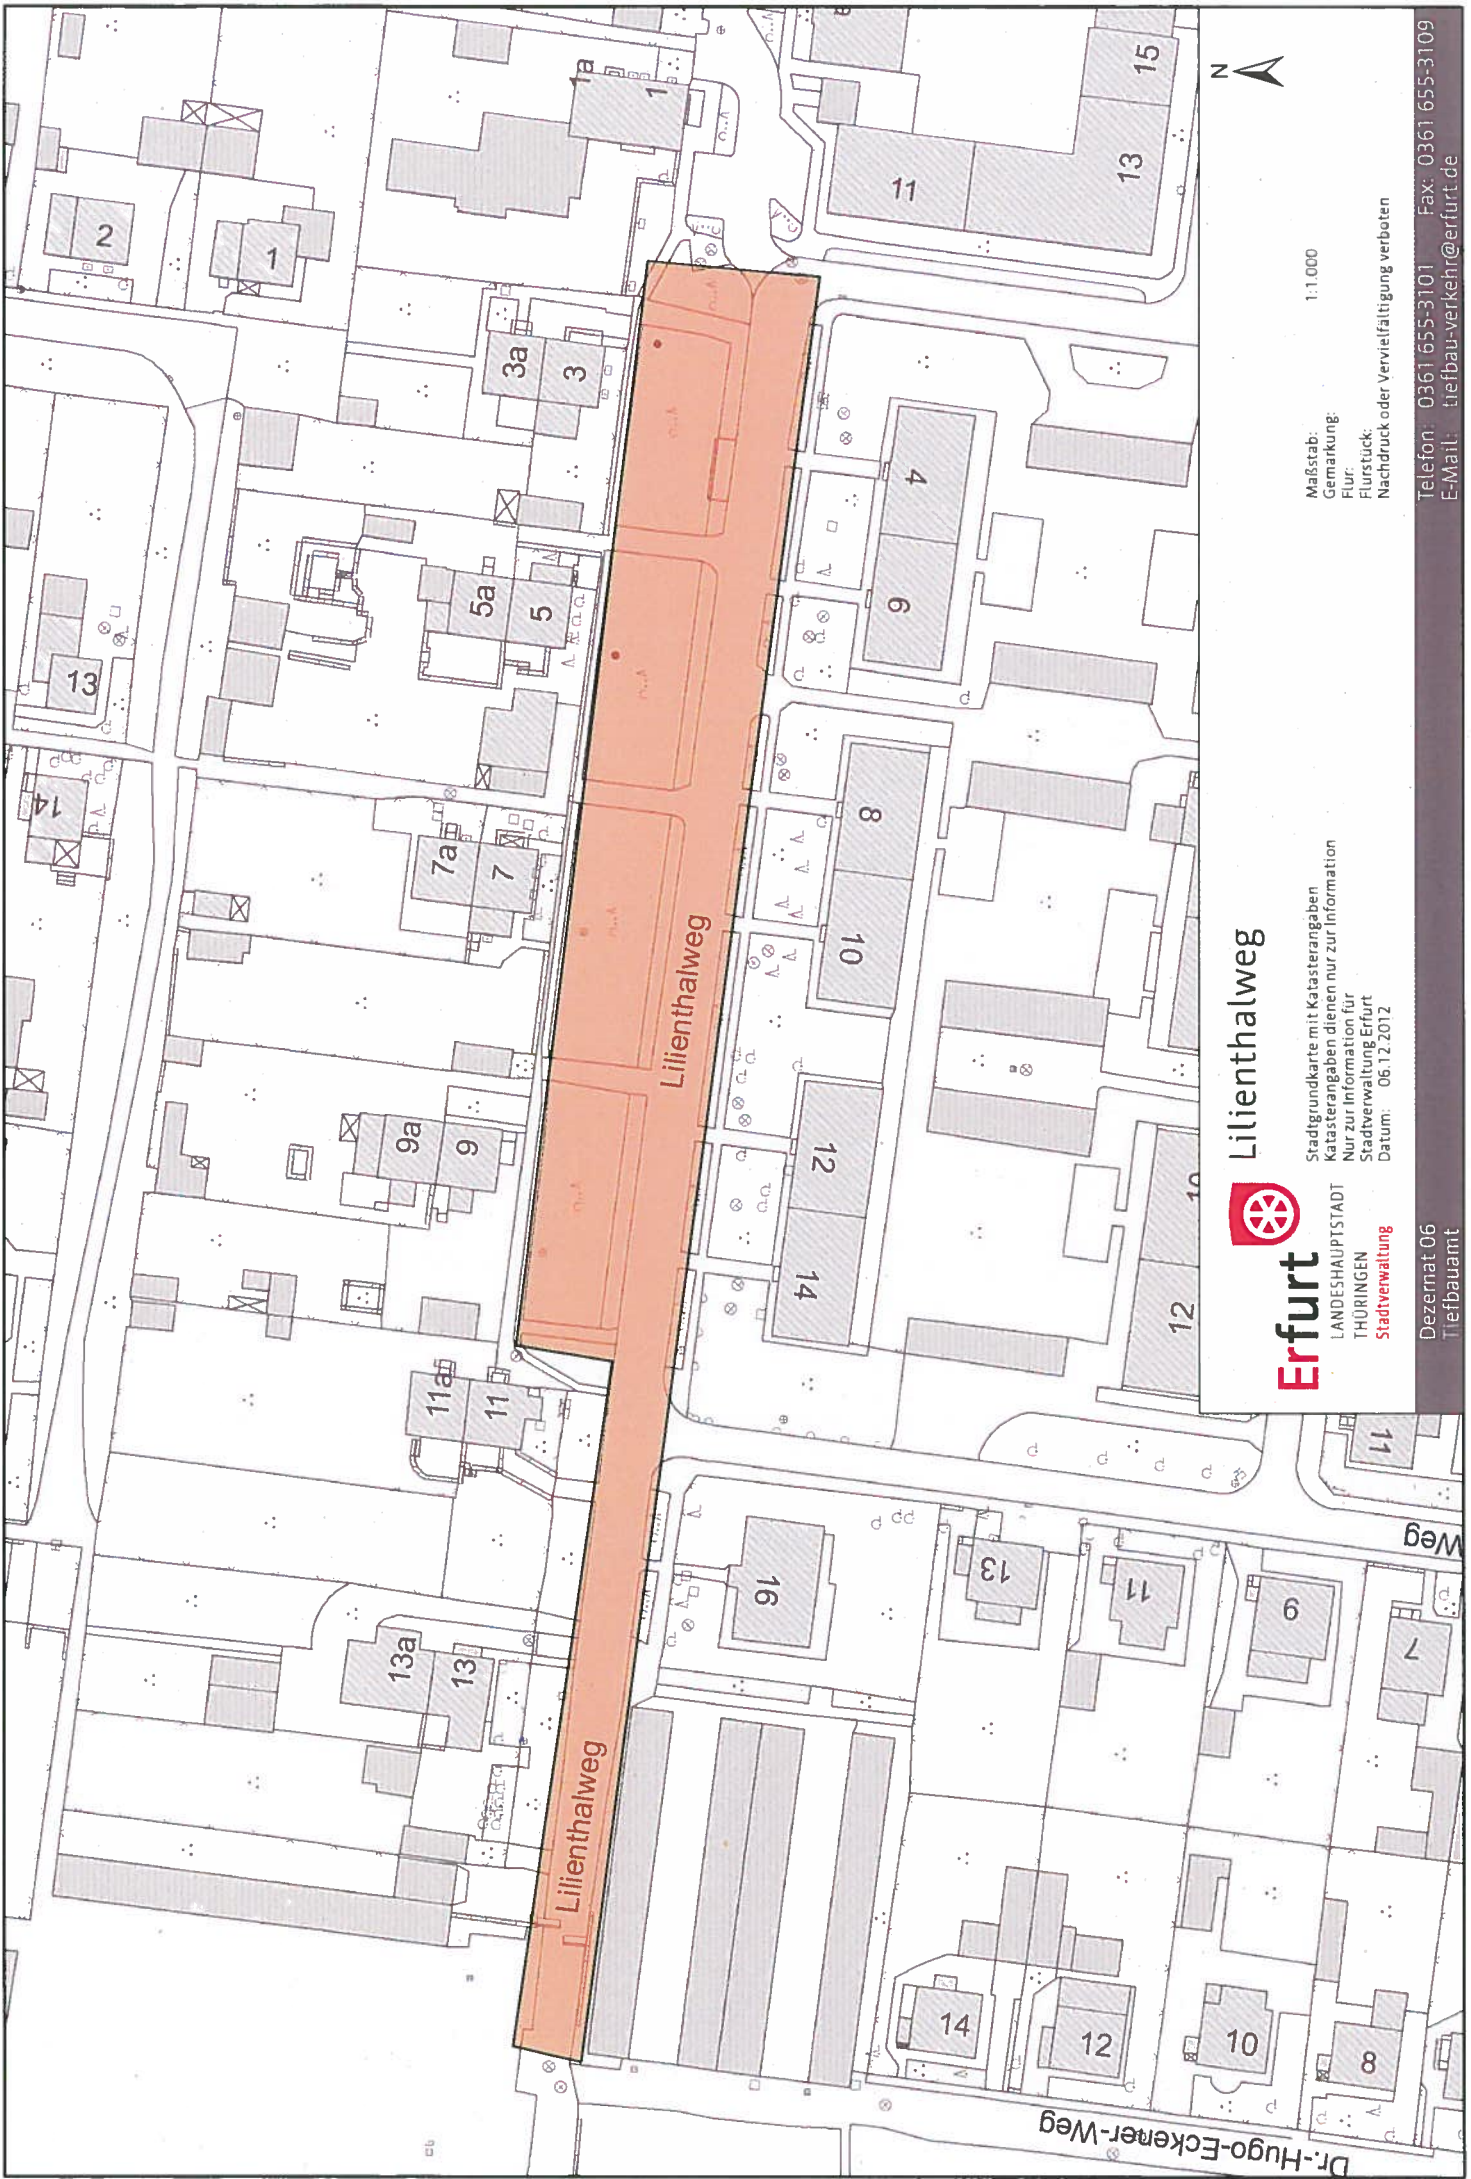 Lilienthalweg
Lilienthalweg
Dr.-Hugo-Eckener-Weg
Weg
13a
13
11a
11
9a
9
7a
7
5a
5
3a
3
1a
1
2
1
13
14
16
14
12
10
8
6
4
11
13
15
13
11
9
7
14
12
10
8
12
10
11
Erfurt
LANDESHAUPTSTADT
THÜRINGEN
Stadtverwaltung
Lilienthalweg
Stadtgrundkarte mit Katasterangaben
Katasterangaben dienen nur zur Information
Nur zur Information für
Stadtverwaltung Erfurt
Datum: 06.12.2012
Maßstab: 1:1.000
Gemarkung:
Flur:
Flurstück:
Nachdruck oder Vervielfältigung verboten
N
Dezernat 06
Tiefbauamt
Telefon: 0361 655-3101 Fax: 0361 655-3109
E-Mail: tiefbau-verkehr@erfurt.de